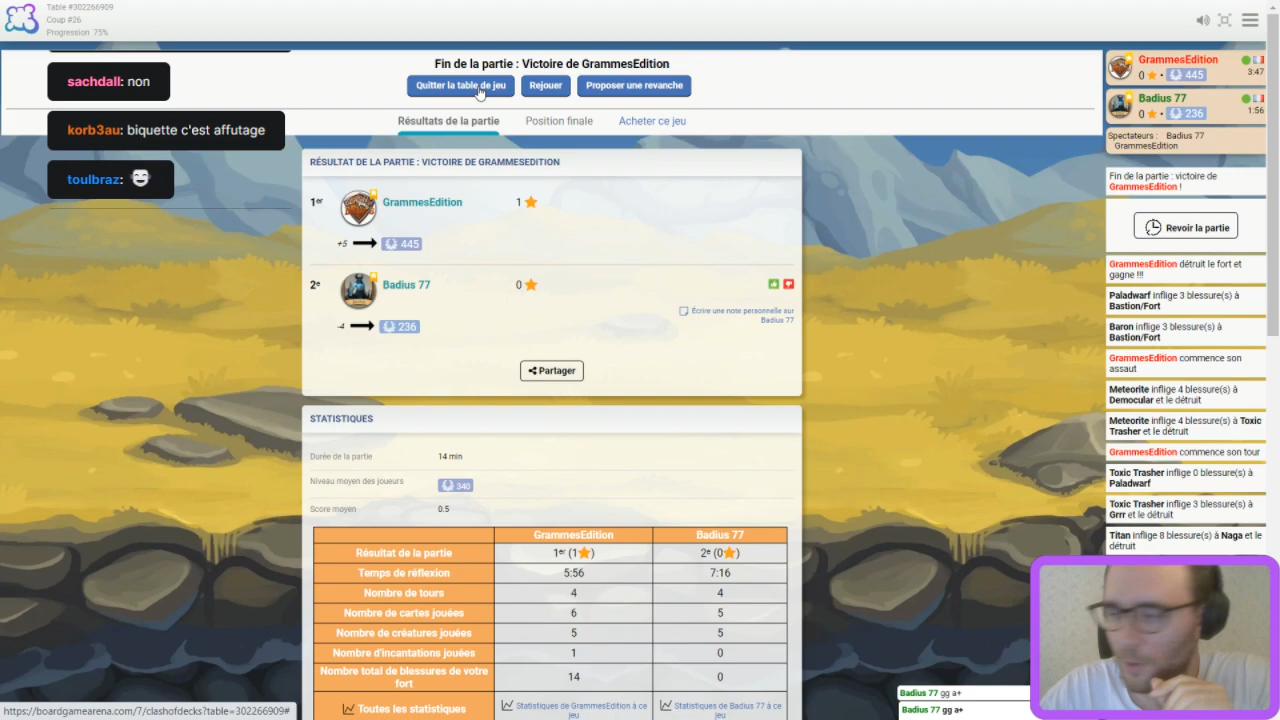 Table #302266909
Coup #26
Progression 75%
sachdall: non
korb3au: biquette c'est affutage
toulbraz:
Fin de la partie : Victoire de GrammesEdition
Quitter la table de jeu
Rejouer
Proposer une revanche
Résultats de la partie
Position finale
Acheter ce jeu
RÉSULTAT DE LA PARTIE : VICTOIRE DE GRAMMESEDITION
1er GrammesEdition 1
+5 445
2e Badius 77 0
Écrire une note personnelle sur
Badius 77
-4 236
Partager
STATISTIQUES
Durée de la partie 14 min
Niveau moyen des joueurs 340
Score moyen 0.5
GrammesEdition Badius 77
Résultat de la partie 1er (1) 2e (0)
Temps de réflexion 5:56 7:16
Nombre de tours 4 4
Nombre de cartes jouées 6 5
Nombre de créatures jouées 5 5
Nombre d'incantations jouées 1 0
Nombre total de blessures de votre
fort 14 0
Toutes les statistiques
Statistiques de GrammesEdition à ce
jeu
Statistiques de Badius 77 à ce
jeu
GrammesEdition
0 • 445 3:47
Badius 77
0 • 236 1:56
Spectateurs : Badius 77
GrammesEdition
Fin de la partie : victoire de
GrammesEdition !
Revoir la partie
GrammesEdition détruit le fort et
gagne !!!
Paladwarf inflige 3 blessure(s) à
Bastion/Fort
Baron inflige 3 blessure(s) à
Bastion/Fort
GrammesEdition commence son
assaut
Meteorite inflige 4 blessure(s) à
Democular et le détruit
Meteorite inflige 4 blessure(s) à Toxic
Trasher et le détruit
GrammesEdition commence son tour
Toxic Trasher inflige 0 blessure(s) à
Paladwarf
Toxic Trasher inflige 3 blessure(s) à
Grrr et le détruit
Titan inflige 8 blessure(s) à Naga et le
détruit
Badius 77 gg a+
Badius 77 gg a+
https://boardgamearena.com/7/clashofdecks?table=302266909#